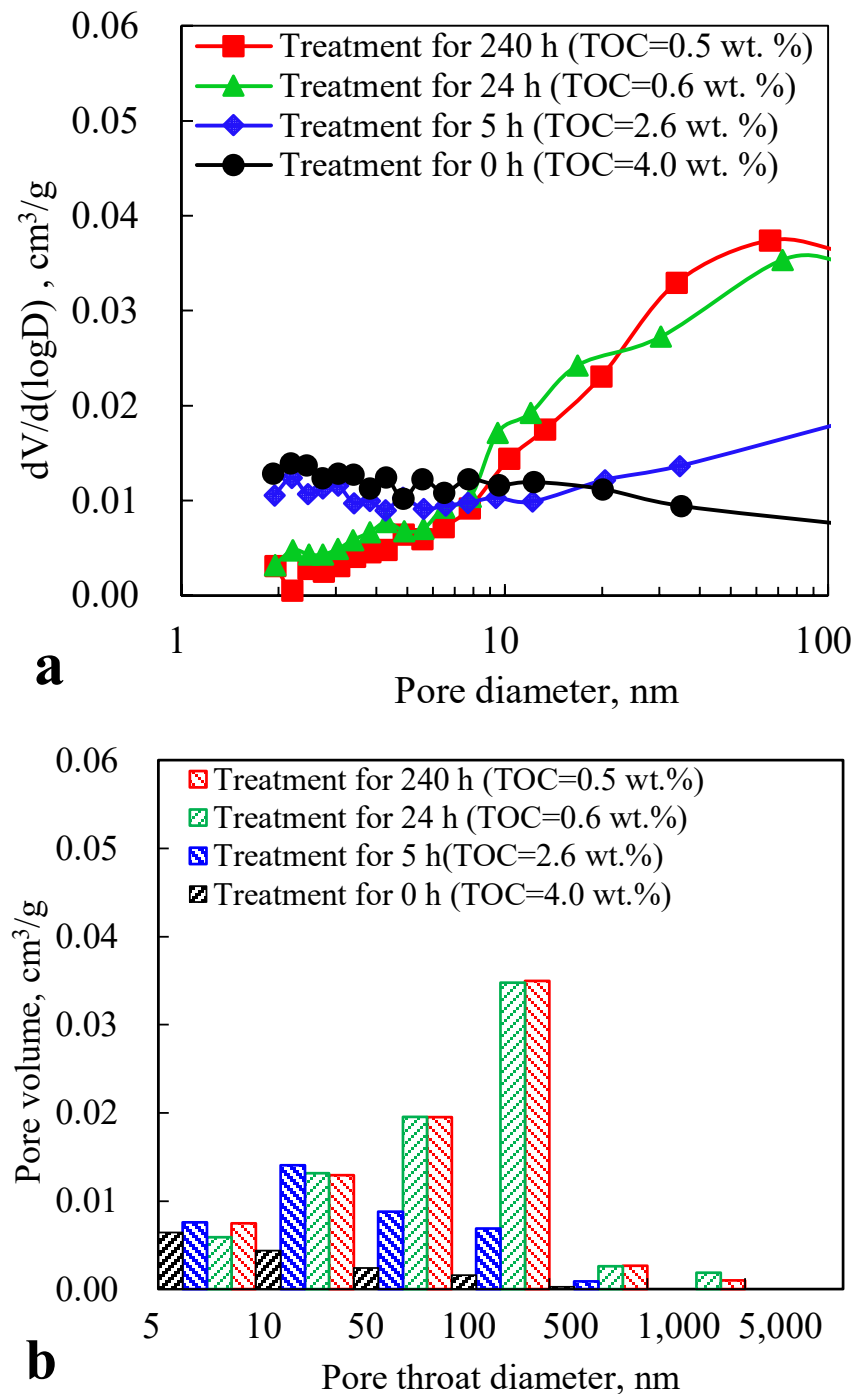 0.06
0.05
0.04
0.03
0.02
0.01
0.00
dV/d(logD) , cm³/g
Treatment for 240 h (TOC=0.5 wt. %)
Treatment for 24 h (TOC=0.6 wt. %)
Treatment for 5 h (TOC=2.6 wt. %)
Treatment for 0 h (TOC=4.0 wt. %)
1 10 100
Pore diameter, nm
a
0.06
0.05
0.04
0.03
0.02
0.01
0.00
Pore volume, cm³/g
Treatment for 240 h (TOC=0.5 wt.%)
Treatment for 24 h (TOC=0.6 wt.%)
Treatment for 5 h(TOC=2.6 wt.%)
Treatment for 0 h (TOC=4.0 wt.%)
5 10 50 100 500 1,000 5,000
Pore throat diameter, nm
b